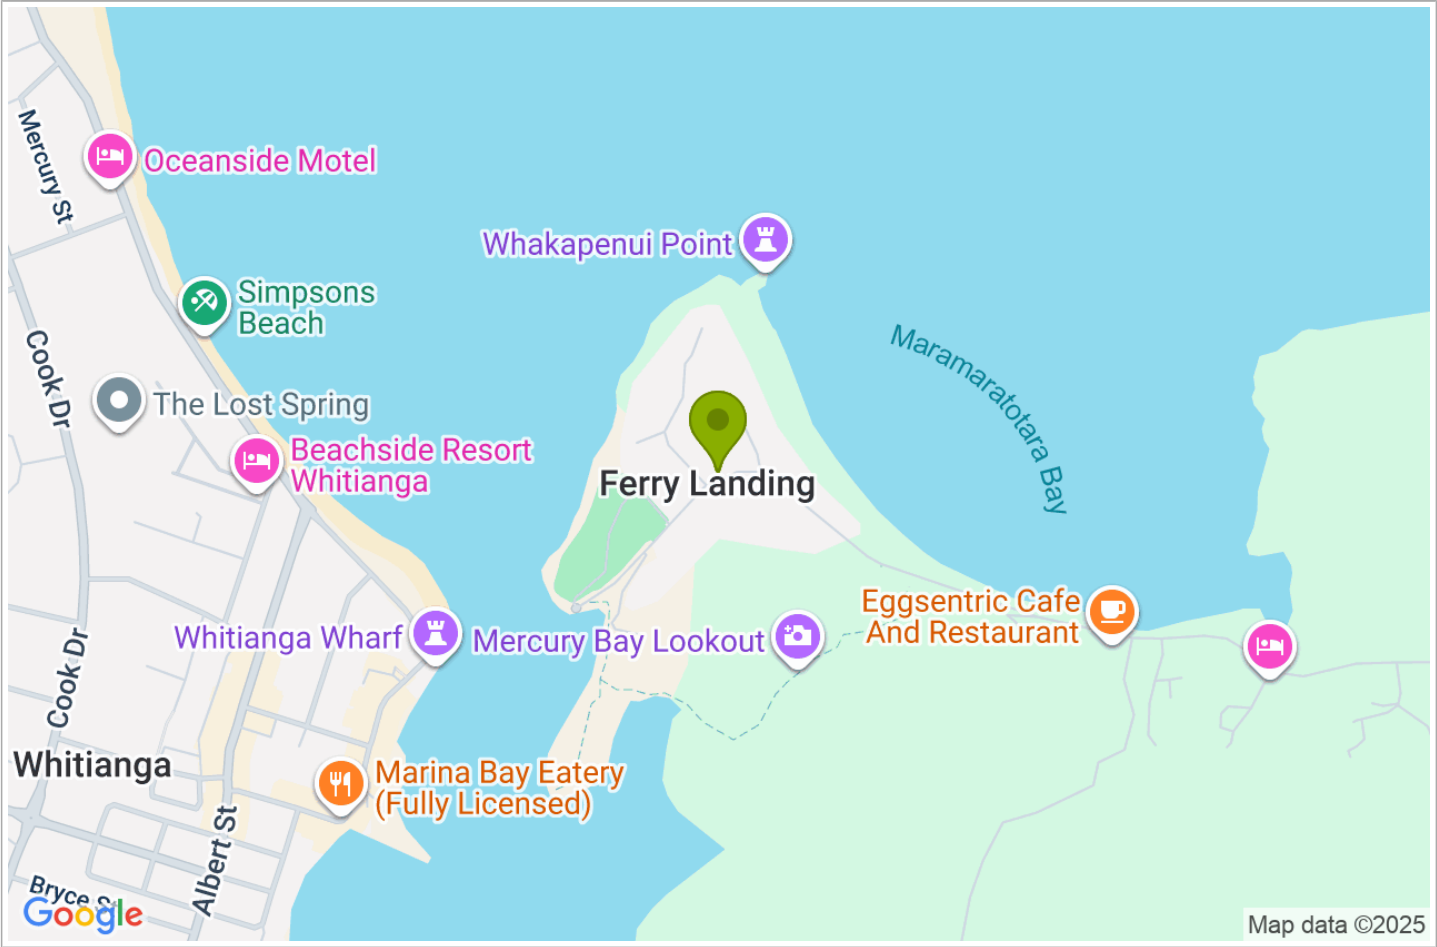 Mercury St
Oceanside Motel
Whakapenui Point
Simpsons
Beach
Cook Dr
Maramaratotara Bay
The Lost Spring
Beachside Resort
Whitianga
Ferry Landing
Eggsentric Cafe
And Restaurant
Whitianga Wharf
Mercury Bay Lookout
Cook Dr
Whitianga
Marina Bay Eatery
(Fully Licensed)
Albert St
Bryce St
Google
Map data ©2025